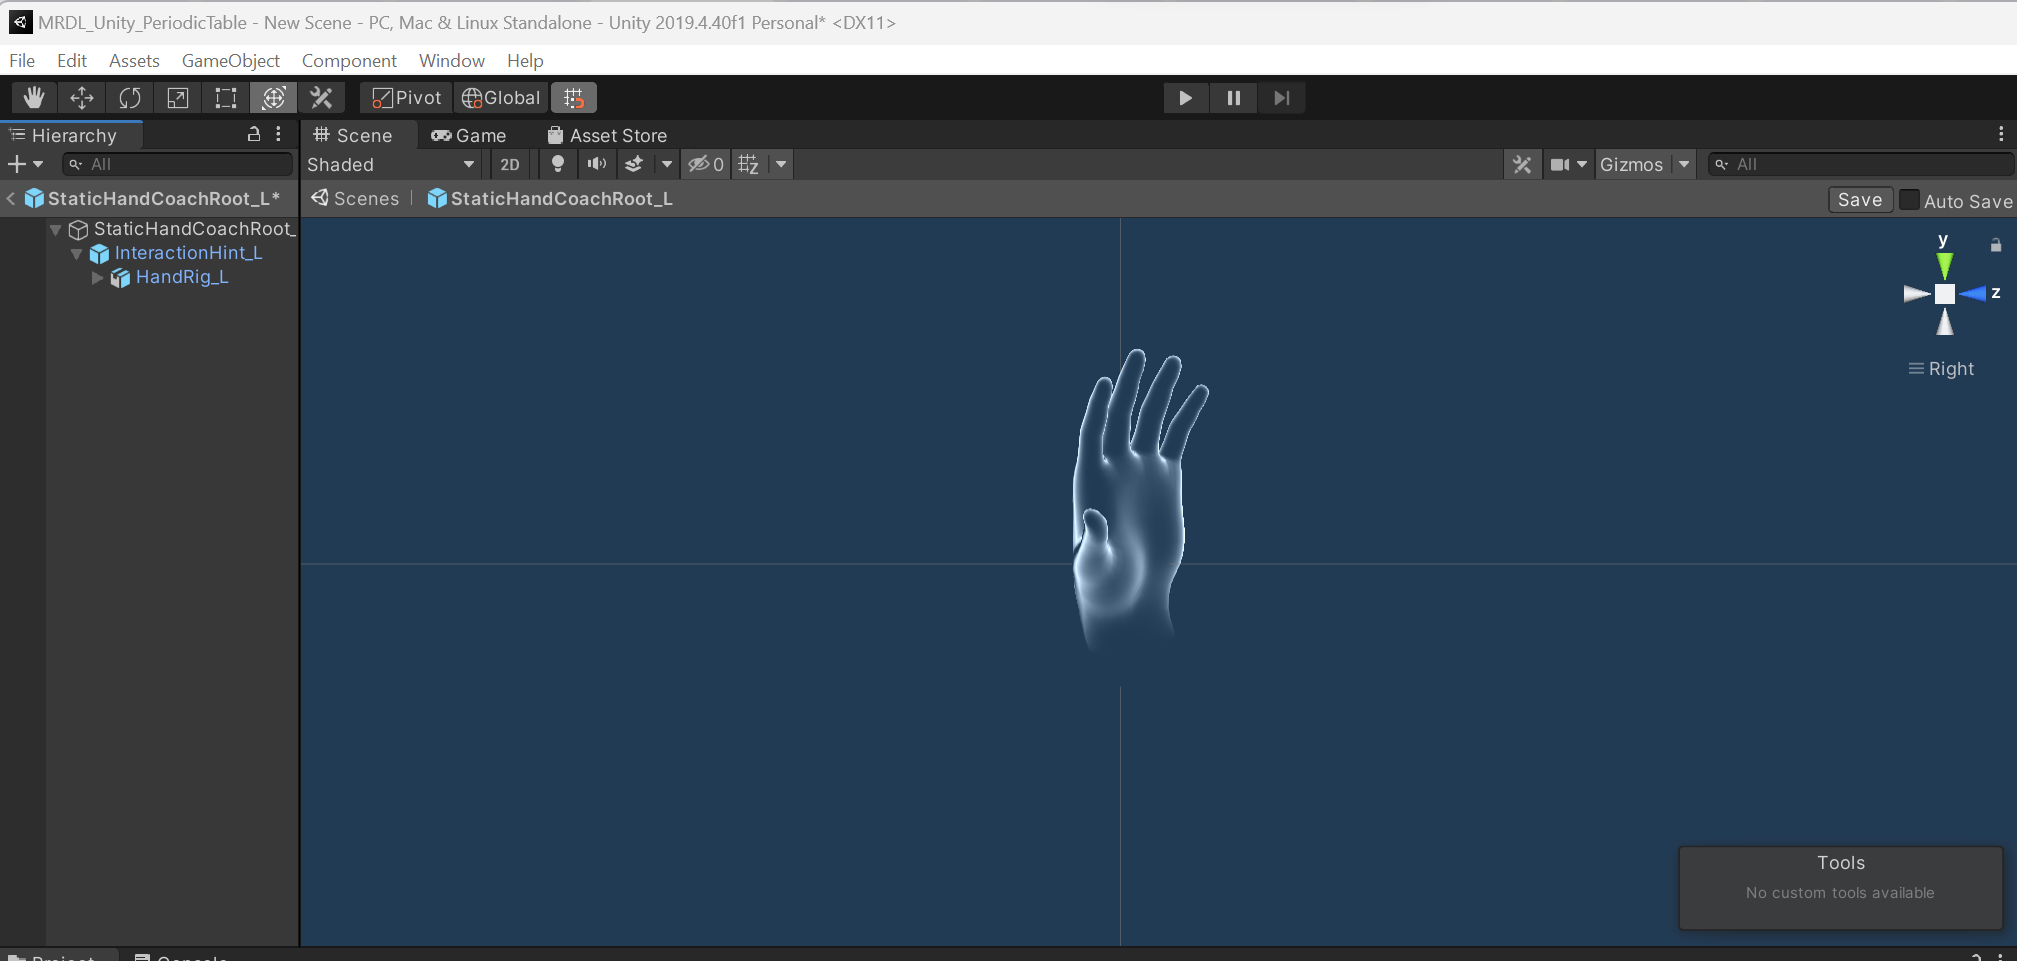 MRDL_Unity_PeriodicTable - New Scene - PC, Mac & Linux Standalone - Unity 2019.4.40f1 Personal* <DX11>
File Edit Assets GameObject Component Window Help
Pivot Global
Hierarchy Scene Game Asset Store
All Shaded 2D 0 Gizmos All
StaticHandCoachRoot_L* Scenes StaticHandCoachRoot_L Save Auto Save
StaticHandCoachRoot_
InteractionHint_L
HandRig_L
y
z
Right
Tools
No custom tools available
Project Console